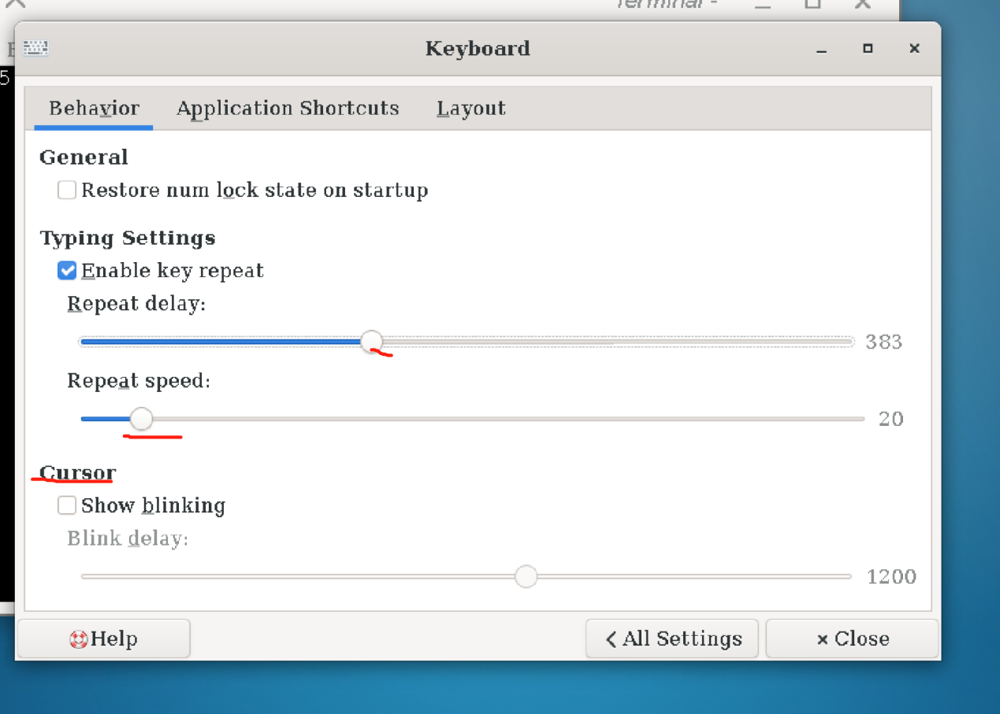 Terminal -
Keyboard
5
Behavior Application Shortcuts Layout
General
Restore num lock state on startup
Typing Settings
Enable key repeat
Repeat delay:
383
Repeat speed:
20
Cursor
Show blinking
Blink delay:
1200
Help All Settings Close